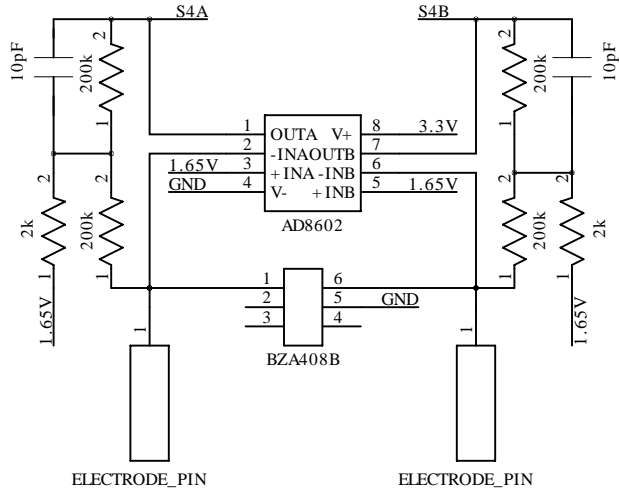 S4A S4B
10pF 2 200k 1 2 200k 1 10pF
1 OUTA V+ 8 3.3V
2 -INA OUTB 7
1.65V 3 +INA -INB 6
GND 4 V- +INB 5 1.65V
AD8602
2 2k 1 2 200k 1 2 200k 1 2 2k 1
1.65V 1.65V
1 6
2 5 GND
3 4
BZA408B
1 1
ELECTRODE_PIN ELECTRODE_PIN